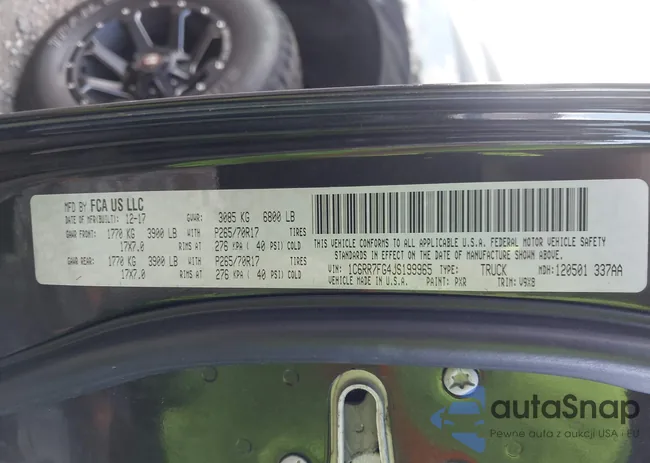 MFD BY FCA US LLC
DATE OF MFR(BUILT): 12-17 GVWR: 3085 KG 6800 LB
GAWR FRONT: 1770 KG 3900 LB WITH P265/70R17 TIRES
17X7.0 RIMS AT 276 KPA ( 40 PSI) COLD
GAWR REAR: 1770 KG 3900 LB WITH P265/70R17 TIRES
17X7.0 RIMS AT 276 KPA ( 40 PSI) COLD
THIS VEHICLE CONFORMS TO ALL APPLICABLE U.S.A. FEDERAL MOTOR VEHICLE SAFETY
STANDARDS IN EFFECT ON THE DATE OF MANUFACTURE SHOWN ABOVE
VIN: 1C6RR7FG4JS199965 TYPE: TRUCK MDH: 120501 337AA
VEHICLE MADE IN U.S.A. PAINT: PXR TRIM: V9X8
autaSnap
Pewne auta z aukcji USA i EU